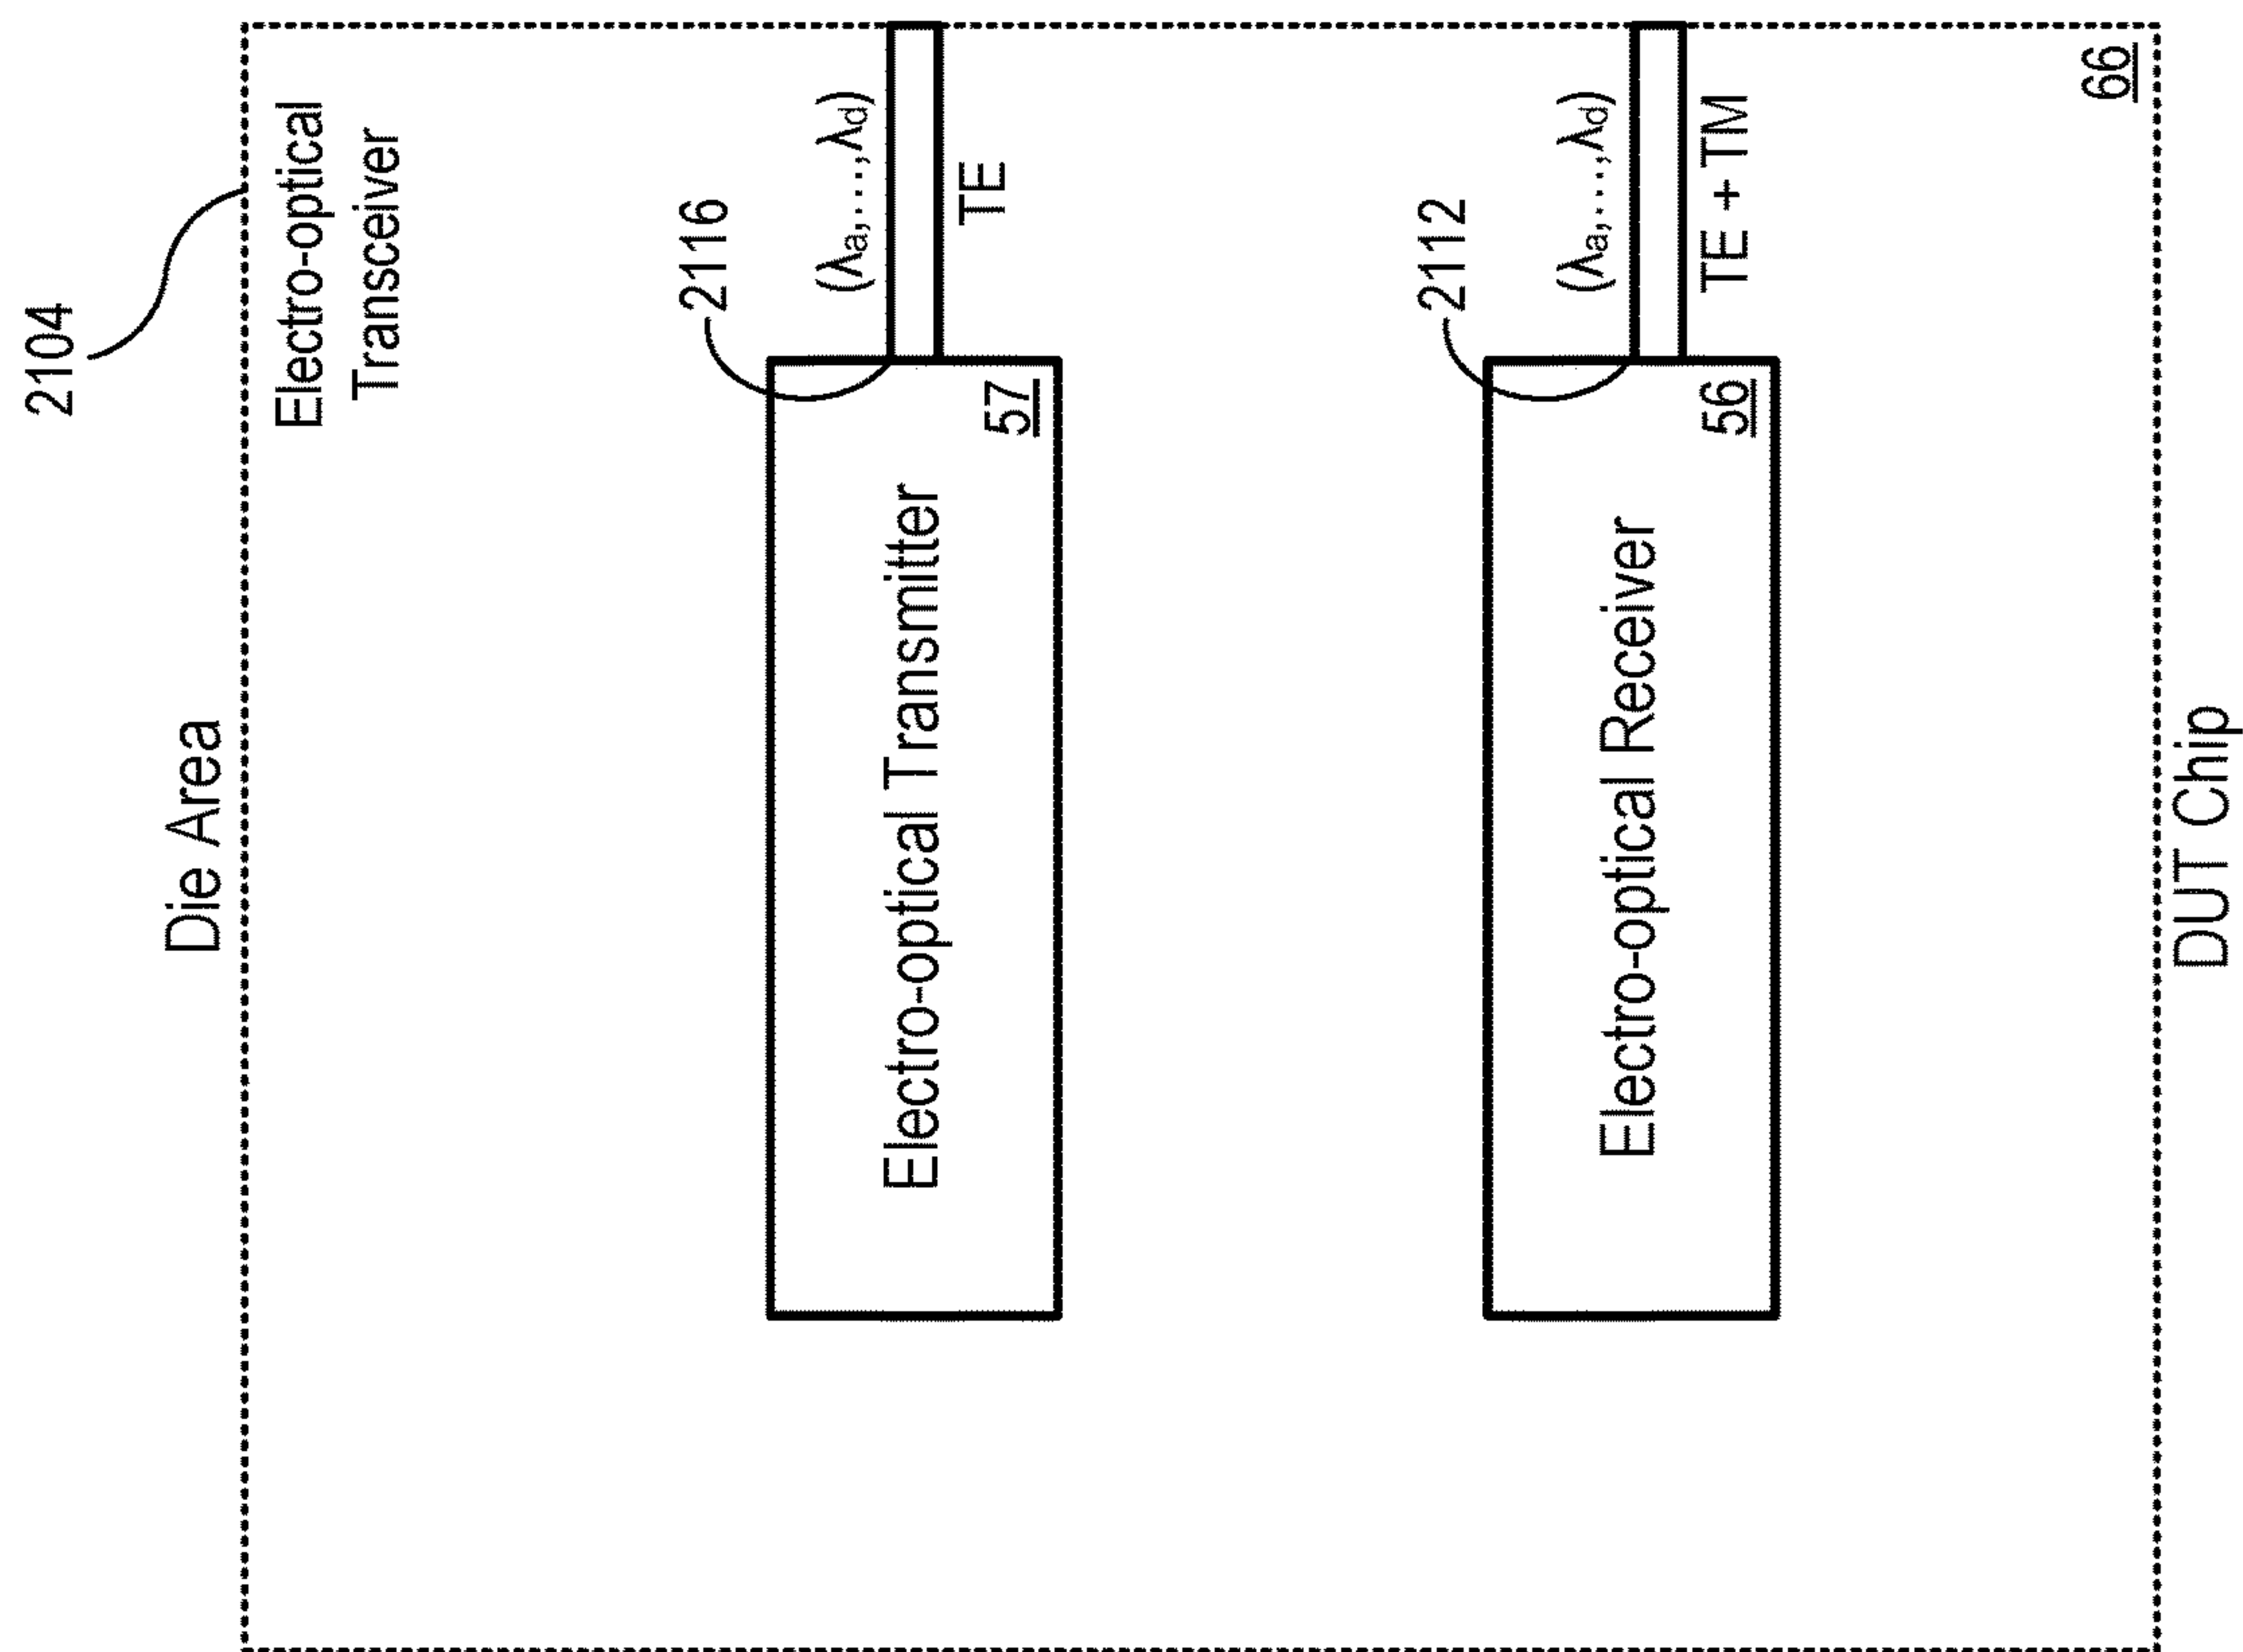 2104
Die Area
Electro-optical
Transceiver
2116
(λa,...,λd)
TE
57
Electro-optical Transmitter
2112
(λa,...,λd)
TE + TM
56
Electro-optical Receiver
66
DUT Chip